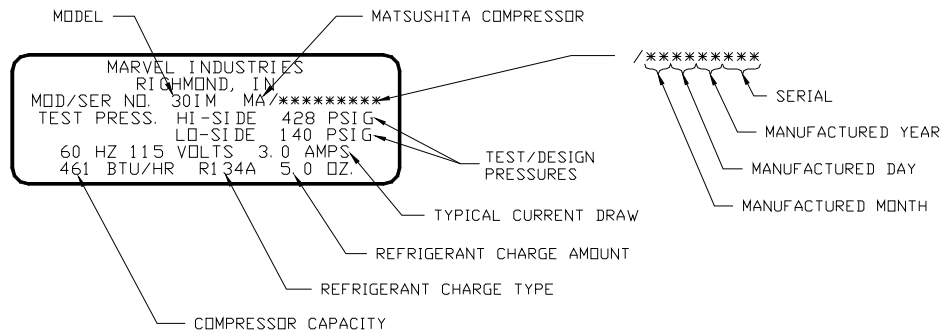 MODEL
MATSUSHITA COMPRESSOR
MARVEL INDUSTRIES
RICHMOND, IN
MOD/SER NO. 30IM MA/*********
TEST PRESS. HI-SIDE 428 PSIG
LO-SIDE 140 PSIG
60 HZ 115 VOLTS 3.0 AMPS
461 BTU/HR R134A 5.0 OZ.
/*********
SERIAL
MANUFACTURED YEAR
MANUFACTURED DAY
MANUFACTURED MONTH
TEST/DESIGN
PRESSURES
TYPICAL CURRENT DRAW
REFRIGERANT CHARGE AMOUNT
REFRIGERANT CHARGE TYPE
COMPRESSOR CAPACITY